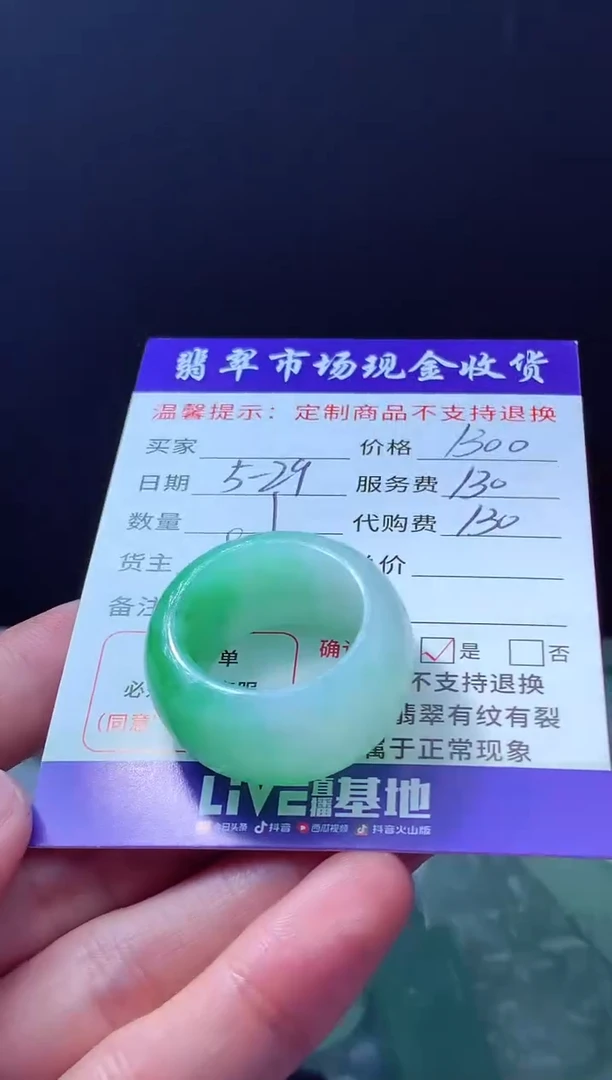 翡翠市场现金收货
温馨提示：定制商品不支持退换
买家 价格 1300
日期 5-29 服务费 130
数量 1 代购费 130
货主 价
备注
单 确 是 否
必 不支持退换
(同意 翡翠有纹有裂
属于正常现象
LIVE直播基地
今日头条 抖音 西瓜视频 抖音火山版